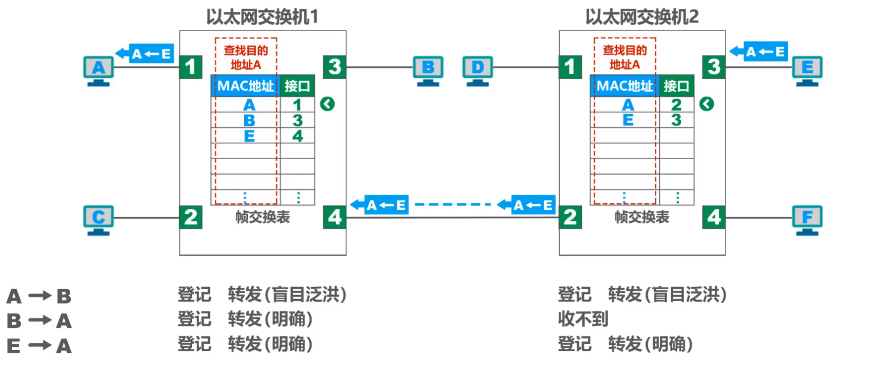 以太网交换机1 以太网交换机2
A A←E 1 查找目的 3 B D 1 查找目的 3 A←E E
地址A 地址A
MAC地址 接口 MAC地址 接口
A 1 A 2
B 3 E 3
E 4
⋮ ⋮ ⋮ ⋮
A←E A←E
C 2 帧交换表 4 2 帧交换表 4 F
A→B 登记 转发(盲目泛洪) 登记 转发(盲目泛洪)
B→A 登记 转发(明确) 收不到
E→A 登记 转发(明确) 登记 转发(明确)